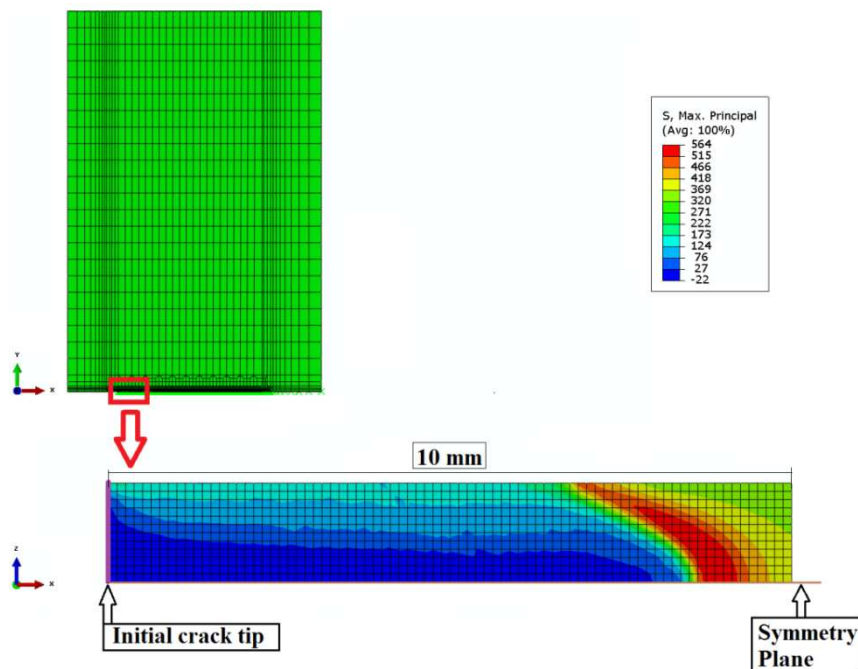 S, Max. Principal
(Avg: 100%)
564
515
466
418
369
320
271
222
173
124
76
27
-22
Y
X
10 mm
Z
X
Initial crack tip
Symmetry
Plane